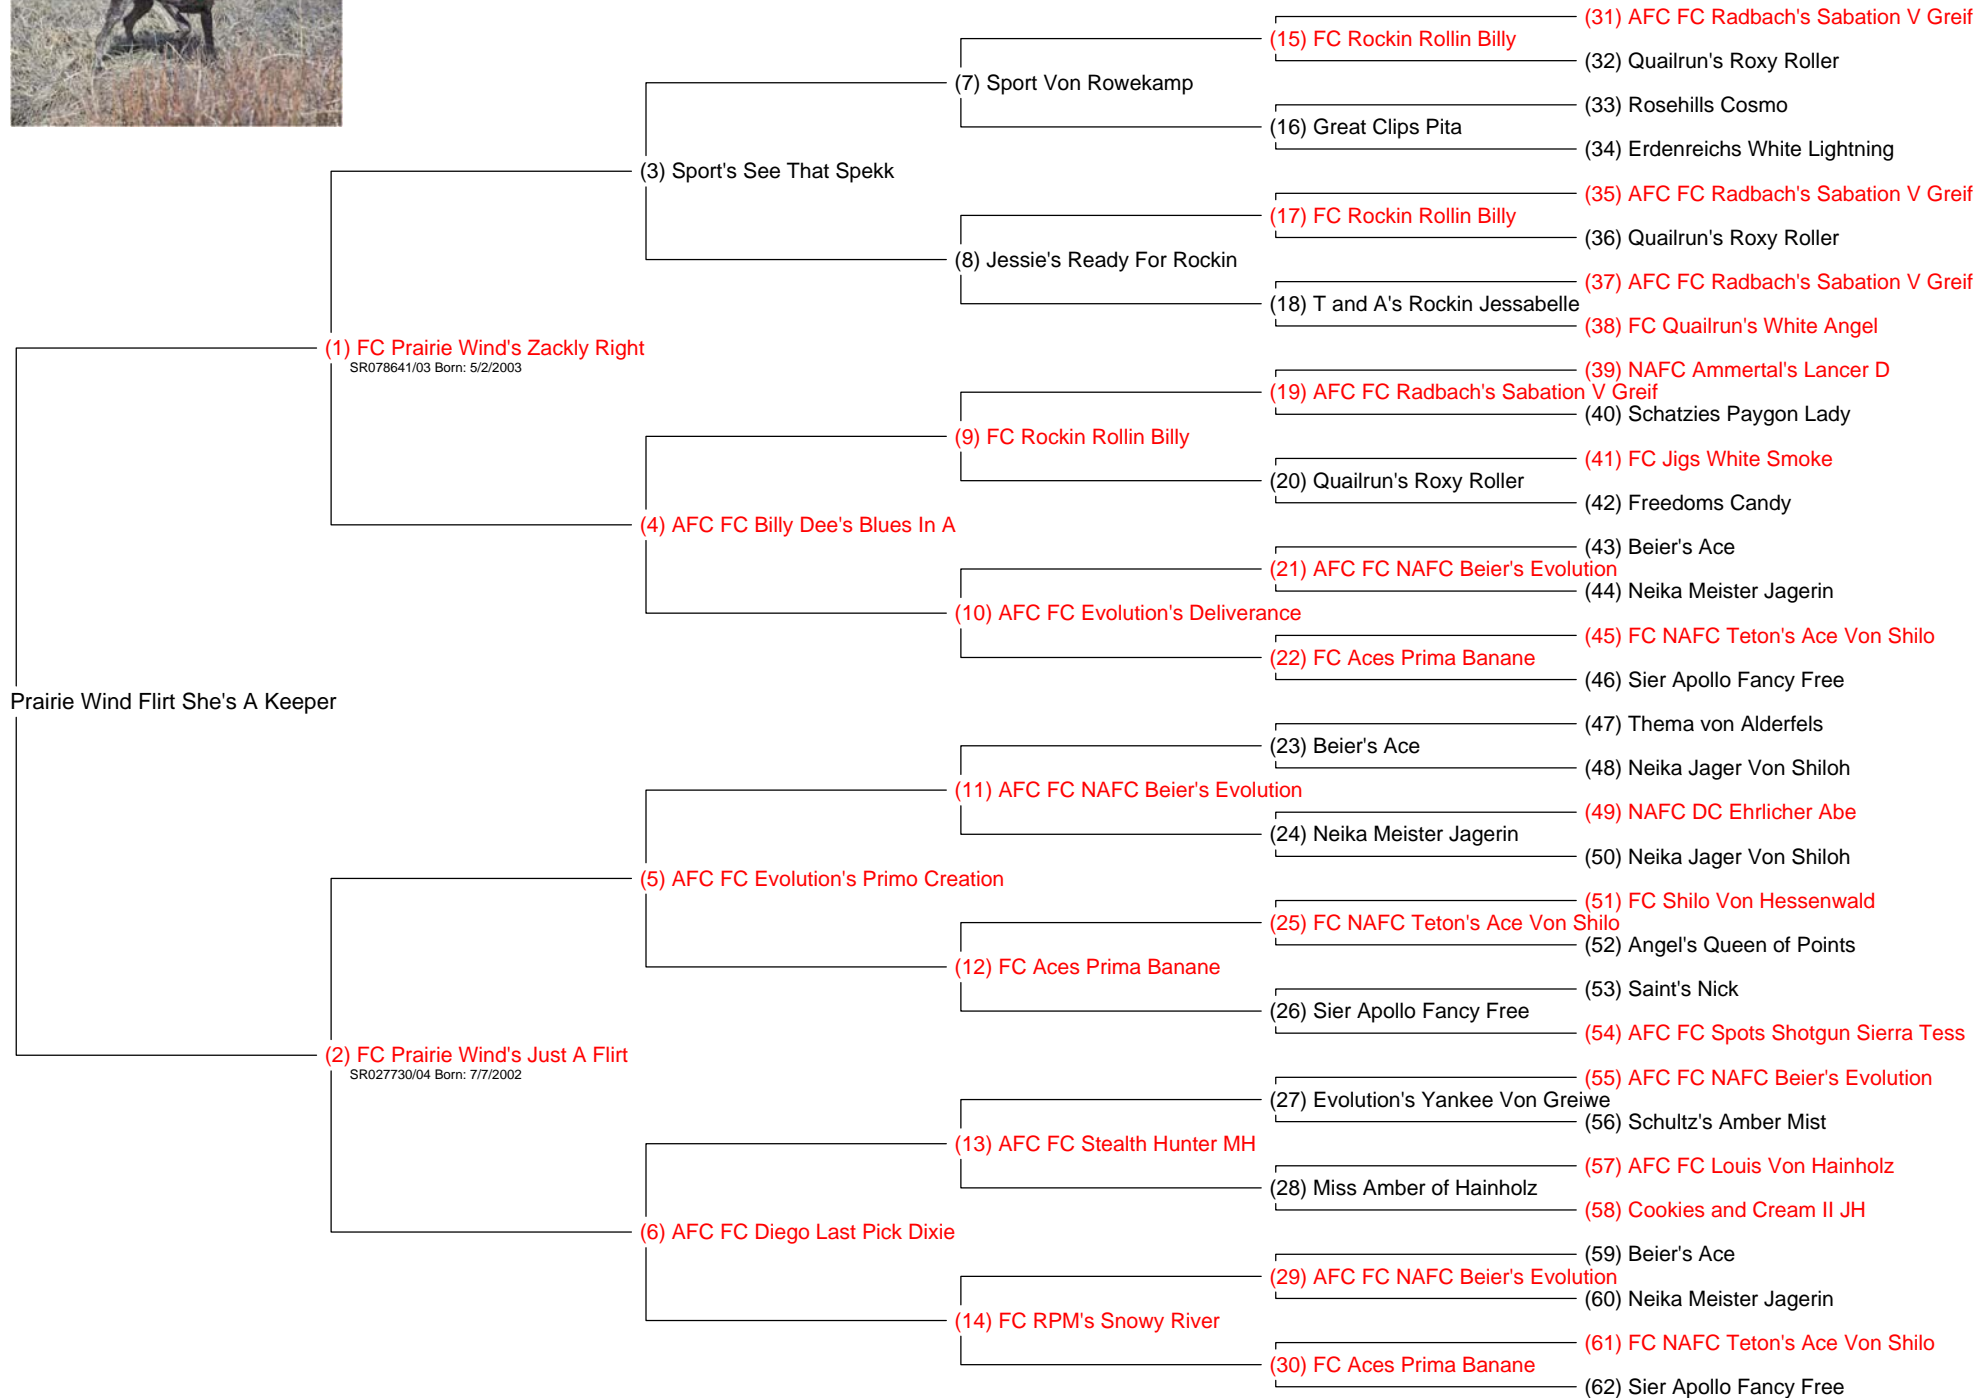 (31) AFC FC Radbach's Sabation V Greif
(15) FC Rockin Rollin Billy
(32) Quailrun's Roxy Roller
(7) Sport Von Rowekamp
(33) Rosehills Cosmo
(16) Great Clips Pita
(34) Erdenreichs White Lightning
(3) Sport's See That Spekk
(35) AFC FC Radbach's Sabation V Greif
(17) FC Rockin Rollin Billy
(36) Quailrun's Roxy Roller
(8) Jessie's Ready For Rockin
(37) AFC FC Radbach's Sabation V Greif
(18) T and A's Rockin Jessabelle
(38) FC Quailrun's White Angel
(1) FC Prairie Wind's Zackly Right
SR078641/03 Born: 5/2/2003
(39) NAFC Ammertal's Lancer D
(19) AFC FC Radbach's Sabation V Greif
(40) Schatzies Paygon Lady
(9) FC Rockin Rollin Billy
(41) FC Jigs White Smoke
(20) Quailrun's Roxy Roller
(42) Freedoms Candy
(4) AFC FC Billy Dee's Blues In A
(43) Beier's Ace
(21) AFC FC NAFC Beier's Evolution
(44) Neika Meister Jagerin
(10) AFC FC Evolution's Deliverance
(45) FC NAFC Teton's Ace Von Shilo
(22) FC Aces Prima Banane
(46) Sier Apollo Fancy Free
Prairie Wind Flirt She's A Keeper
(47) Thema von Alderfels
(23) Beier's Ace
(48) Neika Jager Von Shiloh
(11) AFC FC NAFC Beier's Evolution
(49) NAFC DC Ehrlicher Abe
(24) Neika Meister Jagerin
(50) Neika Jager Von Shiloh
(5) AFC FC Evolution's Primo Creation
(51) FC Shilo Von Hessenwald
(25) FC NAFC Teton's Ace Von Shilo
(52) Angel's Queen of Points
(12) FC Aces Prima Banane
(53) Saint's Nick
(26) Sier Apollo Fancy Free
(54) AFC FC Spots Shotgun Sierra Tess
(2) FC Prairie Wind's Just A Flirt
SR027730/04 Born: 7/7/2002
(55) AFC FC NAFC Beier's Evolution
(27) Evolution's Yankee Von Greiwe
(56) Schultz's Amber Mist
(13) AFC FC Stealth Hunter MH
(57) AFC FC Louis Von Hainholz
(28) Miss Amber of Hainholz
(58) Cookies and Cream II JH
(6) AFC FC Diego Last Pick Dixie
(59) Beier's Ace
(29) AFC FC NAFC Beier's Evolution
(60) Neika Meister Jagerin
(14) FC RPM's Snowy River
(61) FC NAFC Teton's Ace Von Shilo
(30) FC Aces Prima Banane
(62) Sier Apollo Fancy Free